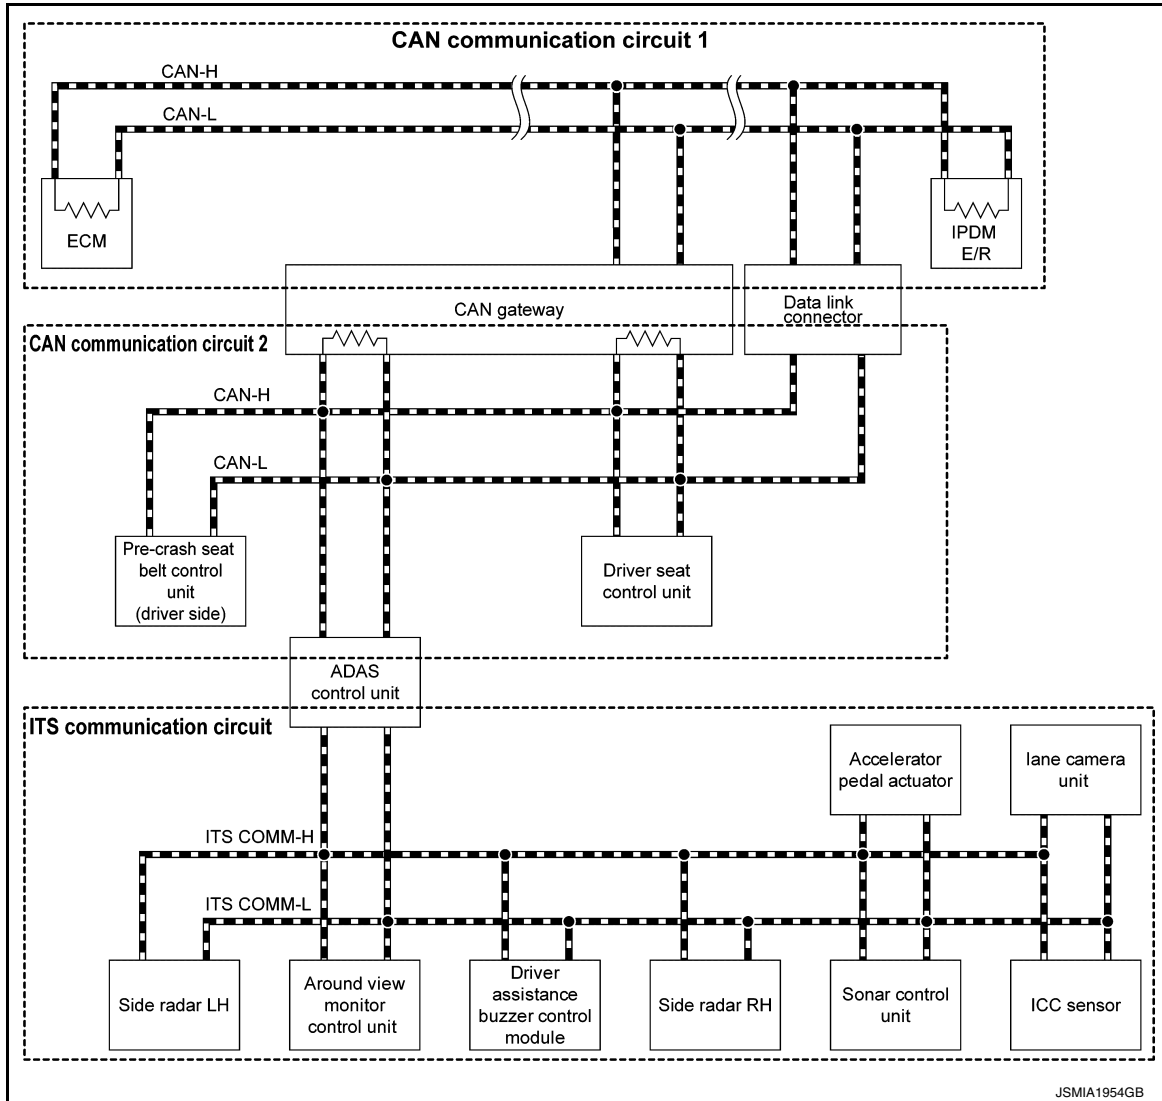 CAN communication circuit 1
CAN-H
CAN-L
ECM
IPDM
E/R
CAN gateway
Data link
connector
CAN communication circuit 2
CAN-H
CAN-L
Pre-crash seat
belt control
unit
(driver side)
Driver seat
control unit
ADAS
control unit
ITS communication circuit
Accelerator
pedal actuator
lane camera
unit
ITS COMM-H
ITS COMM-L
Side radar LH
Around view
monitor
control unit
Driver
assistance
buzzer control
module
Side radar RH
Sonar control
unit
ICC sensor
JSMIA1954GB